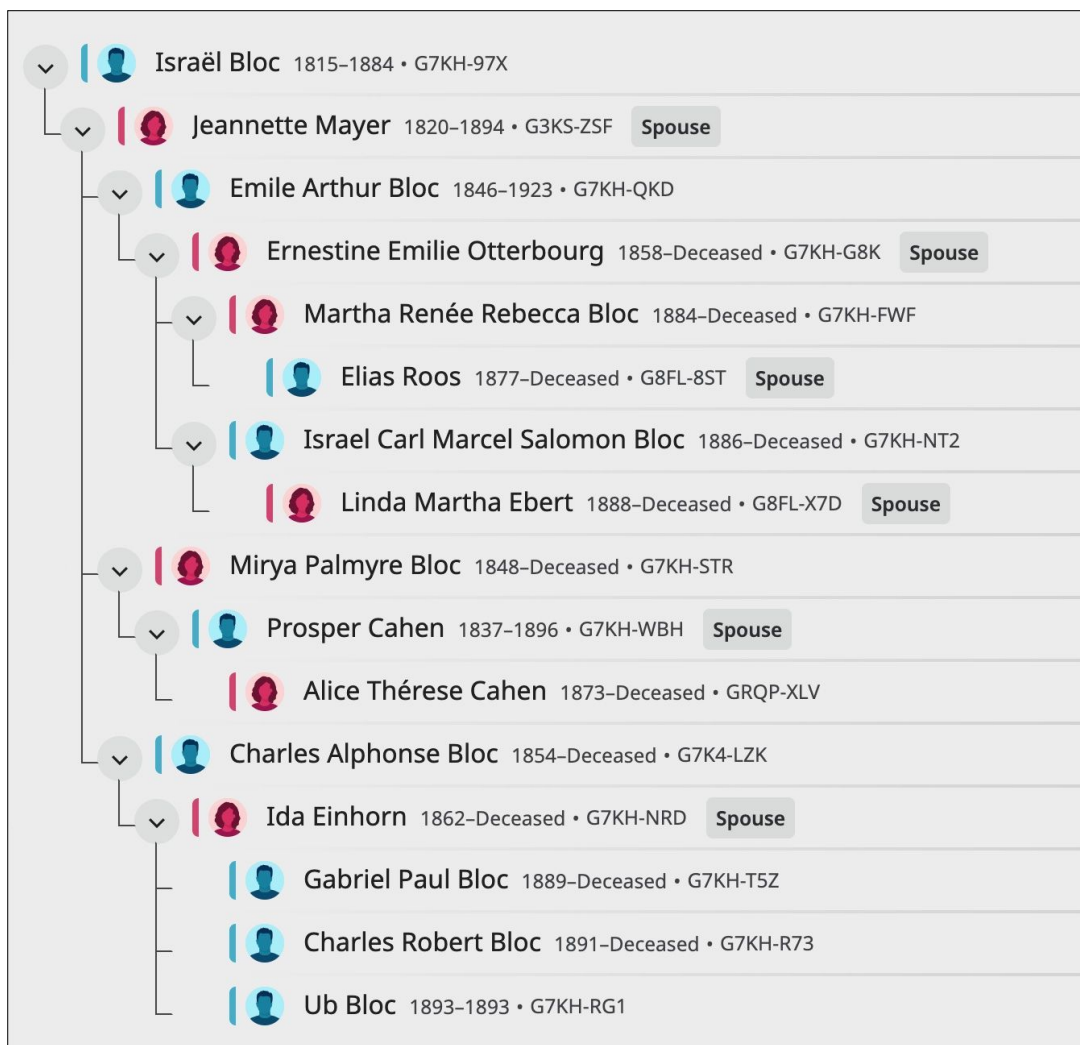 Israël Bloc 1815–1884 • G7KH-97X
Jeannette Mayer 1820–1894 • G3KS-ZSF Spouse
Emile Arthur Bloc 1846–1923 • G7KH-QKD
Ernestine Emilie Otterbourg 1858–Deceased • G7KH-G8K Spouse
Martha Renée Rebecca Bloc 1884–Deceased • G7KH-FWF
Elias Roos 1877–Deceased • G8FL-8ST Spouse
Israel Carl Marcel Salomon Bloc 1886–Deceased • G7KH-NT2
Linda Martha Ebert 1888–Deceased • G8FL-X7D Spouse
Mirya Palmyre Bloc 1848–Deceased • G7KH-STR
Prosper Cahen 1837–1896 • G7KH-WBH Spouse
Alice Thérese Cahen 1873–Deceased • GRQP-XLV
Charles Alphonse Bloc 1854–Deceased • G7K4-LZK
Ida Einhorn 1862–Deceased • G7KH-NRD Spouse
Gabriel Paul Bloc 1889–Deceased • G7KH-T5Z
Charles Robert Bloc 1891–Deceased • G7KH-R73
Ub Bloc 1893–1893 • G7KH-RG1